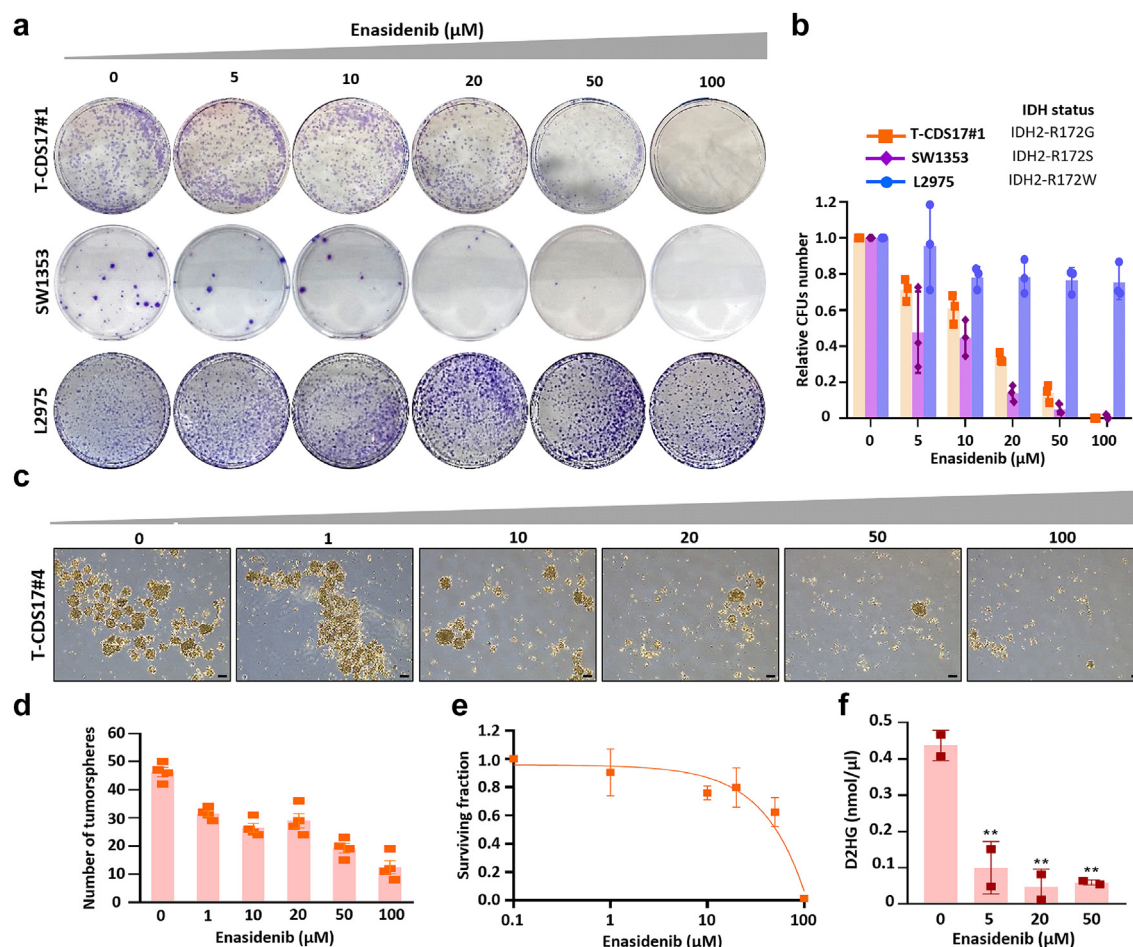 a
Enasidenib (μM)
0 5 10 20 50 100
T-CDS17#1
SW1353
L2975
b
IDH status
T-CDS17#1 IDH2-R172G
SW1353 IDH2-R172S
L2975 IDH2-R172W
Relative CFUs number
1.2
1.0
0.8
0.6
0.4
0.2
0
0 5 10 20 50 100
Enasidenib (μM)
c
0 1 10 20 50 100
T-CDS17#4
d
Number of tumorspheres
60
50
40
30
20
10
0
0 1 10 20 50 100
Enasidenib (μM)
e
Surviving fraction
1.2
1.0
0.8
0.6
0.4
0.2
0.0
0.1 1 10 100
Enasidenib (μM)
f
D2HG (nmol/μl)
0.5
0.4
0.2
0.1
0
** ** **
0 5 20 50
Enasidenib (μM)